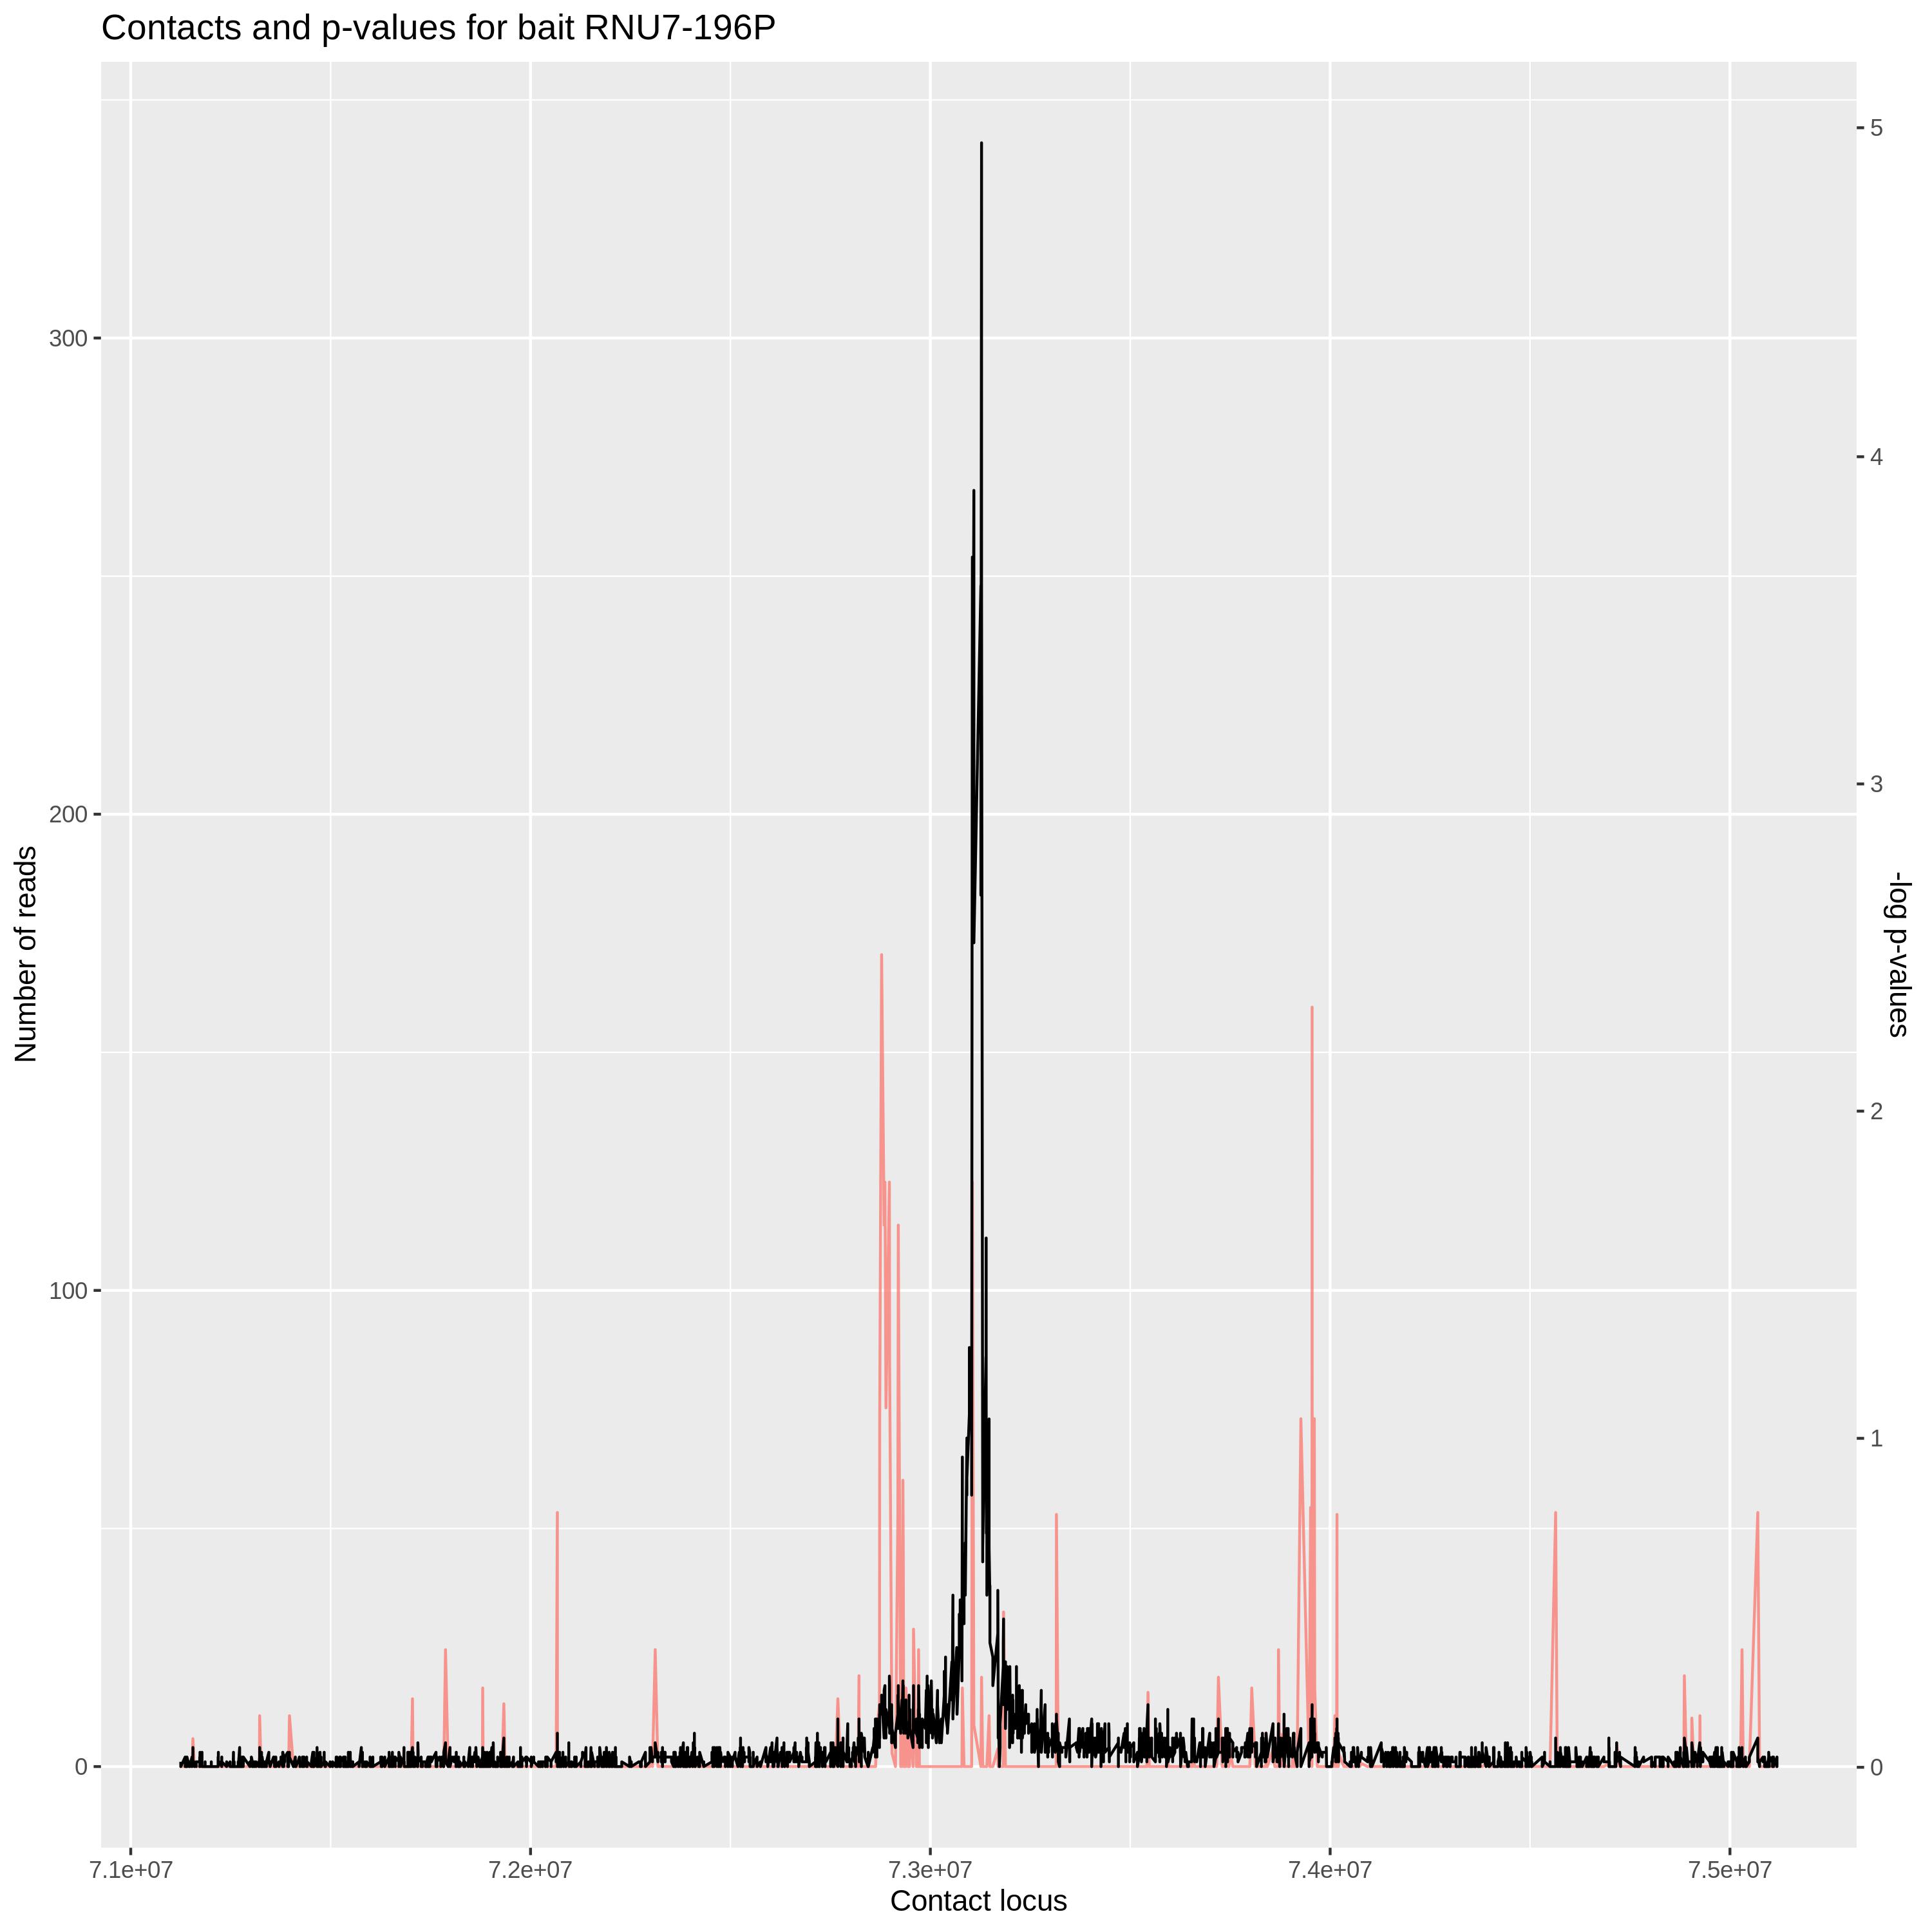 Contacts and p-values for bait RNU7-196P
Number of reads
300
200
100
0
5
4
3
2
1
0
-log p-values
7.1e+07 7.2e+07 7.3e+07 7.4e+07 7.5e+07
Contact locus